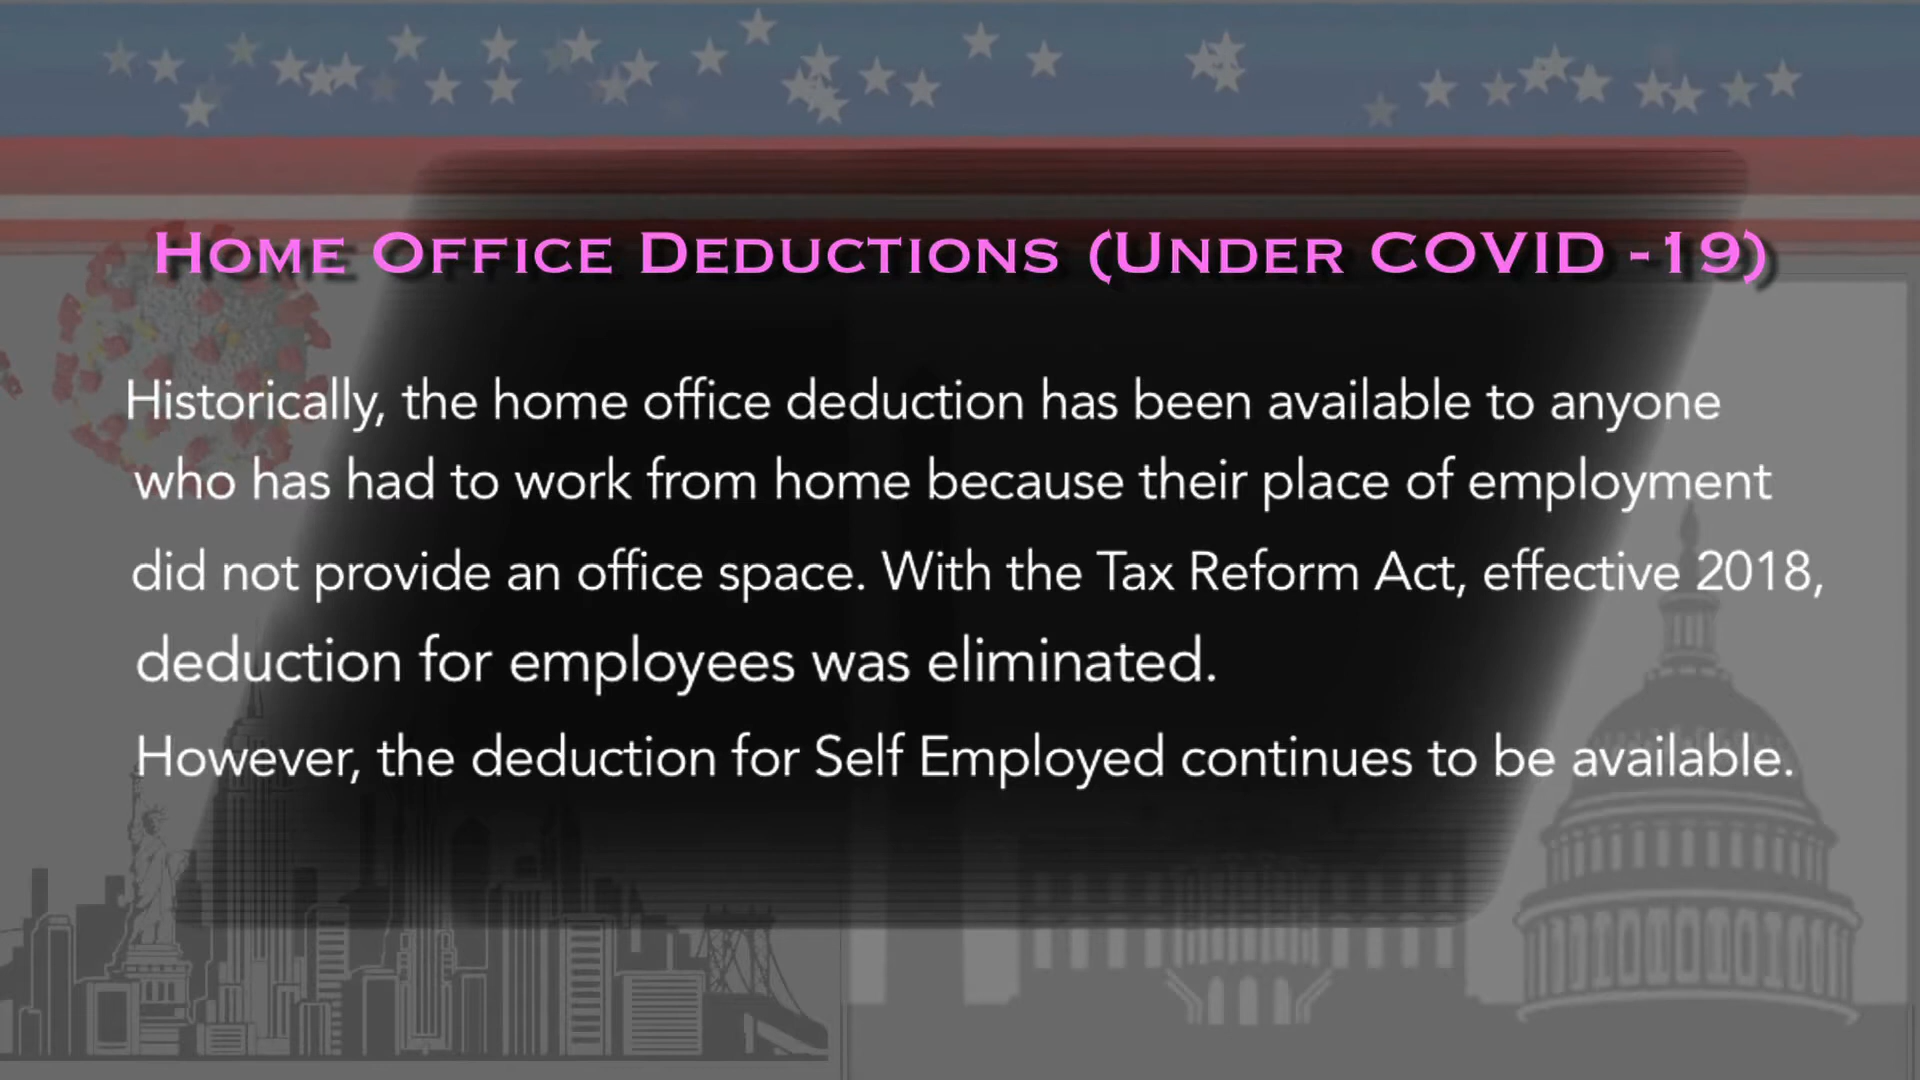 Home Office Deductions (Under COVID -19)
Historically, the home office deduction has been available to anyone
who has had to work from home because their place of employment
did not provide an office space. With the Tax Reform Act, effective 2018,
deduction for employees was eliminated.
However, the deduction for Self Employed continues to be available.